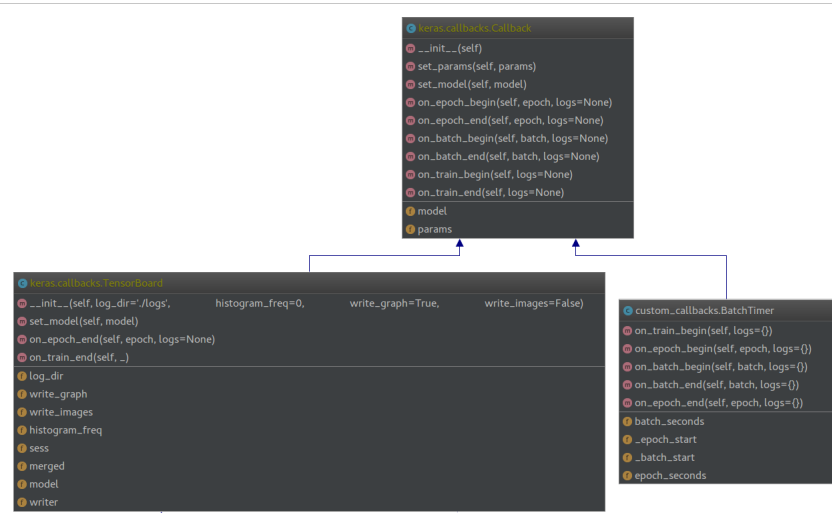 keras.callbacks.Callback
__init__(self)
set_params(self, params)
set_model(self, model)
on_epoch_begin(self, epoch, logs=None)
on_epoch_end(self, epoch, logs=None)
on_batch_begin(self, batch, logs=None)
on_batch_end(self, batch, logs=None)
on_train_begin(self, logs=None)
on_train_end(self, logs=None)
model
params
keras.callbacks.TensorBoard
__init__(self, log_dir='./logs', histogram_freq=0, write_graph=True, write_images=False)
set_model(self, model)
on_epoch_end(self, epoch, logs=None)
on_train_end(self, _)
log_dir
write_graph
write_images
histogram_freq
sess
merged
model
writer
custom_callbacks.BatchTimer
on_train_begin(self, logs={})
on_epoch_begin(self, epoch, logs={})
on_batch_begin(self, batch, logs={})
on_batch_end(self, batch, logs={})
on_epoch_end(self, epoch, logs={})
batch_seconds
_epoch_start
_batch_start
epoch_seconds